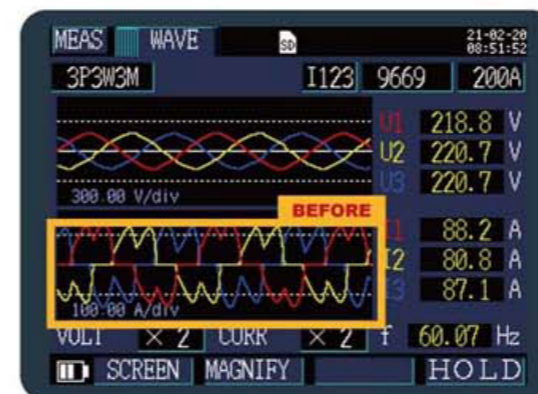 MEAS WAVE SD 21-02-20
08:51:52
3P3W3M I123 9669 200A
U1 218.8 V
U2 220.7 V
U3 220.7 V
300.00 V/div
BEFORE
I1 88.2 A
I2 80.8 A
I3 87.1 A
100.00 A/div
VOLT × 2 CURR × 2 f 60.07 Hz
SCREEN MAGNIFY HOLD